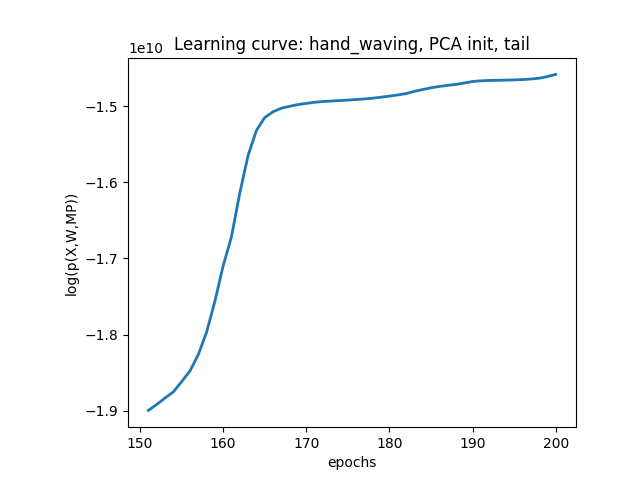 Learning curve: hand_waving, PCA init, tail
1e10
−1.5
−1.6
−1.7
−1.8
−1.9
log(p(X,W,MP))
150 160 170 180 190 200
epochs